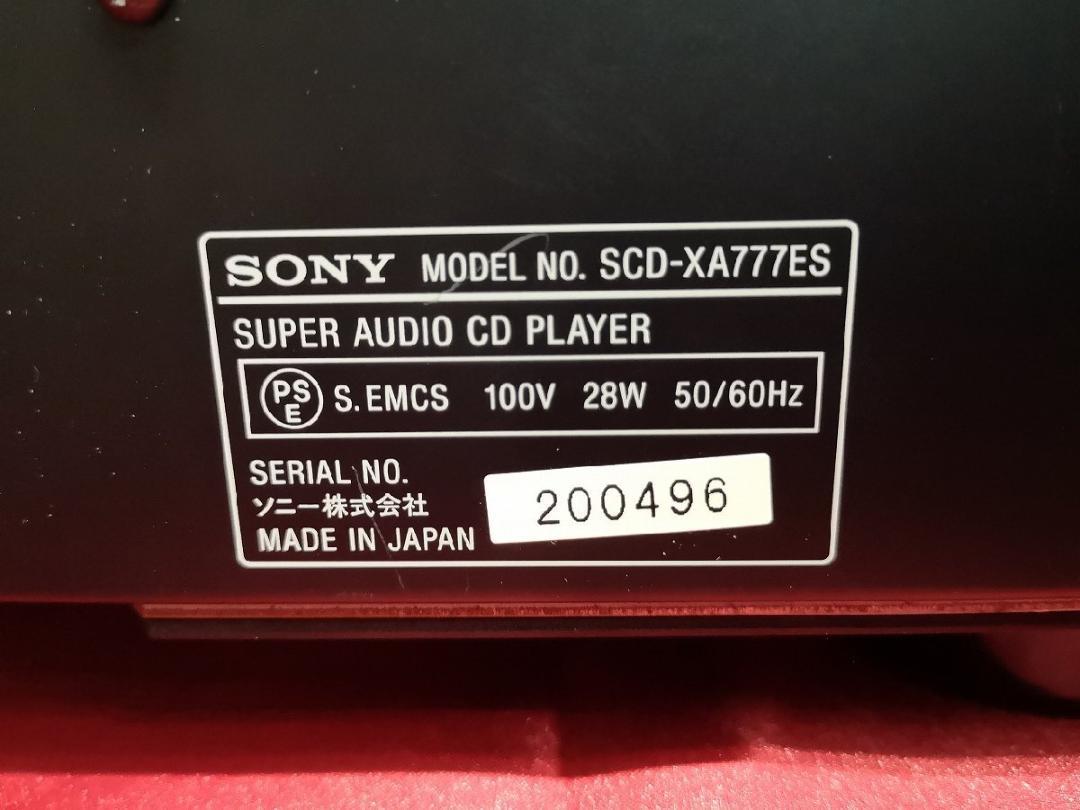 SONY MODEL NO. SCD-XA777ES
SUPER AUDIO CD PLAYER
PS E S. EMCS 100V 28W 50/60Hz
SERIAL NO.
ソニー株式会社
200496
MADE IN JAPAN